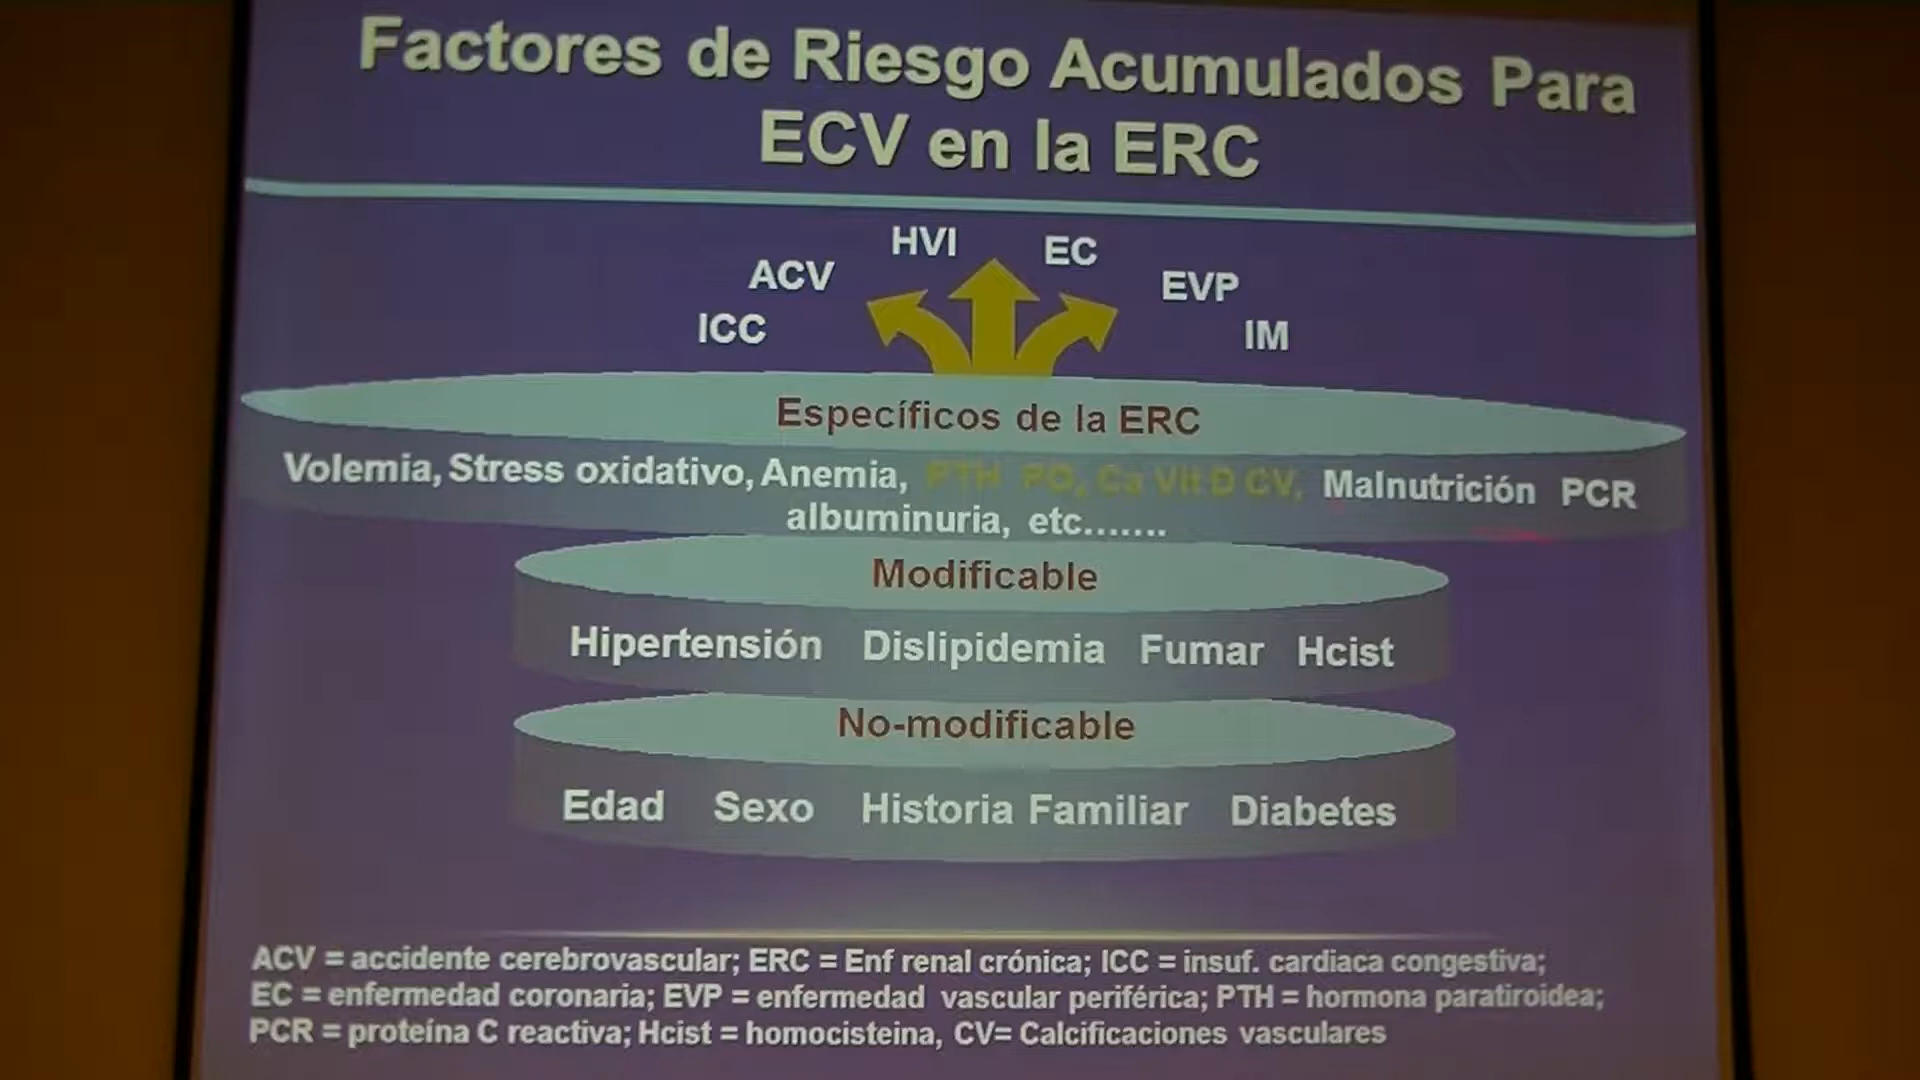 Factores de Riesgo Acumulados Para
ECV en la ERC
HVI EC
ACV EVP
ICC IM
Específicos de la ERC
Volemia, Stress oxidativo, Anemia, PTH PO₄ Ca Vit D CV, Malnutrición PCR
albuminuria, etc.......
Modificable
Hipertensión Dislipidemia Fumar Hcist
No-modificable
Edad Sexo Historia Familiar Diabetes
ACV = accidente cerebrovascular; ERC = Enf renal crónica; ICC = insuf. cardiaca congestiva;
EC = enfermedad coronaria; EVP = enfermedad vascular periférica; PTH = hormona paratiroidea;
PCR = proteína C reactiva; Hcist = homocisteina, CV= Calcificaciones vasculares